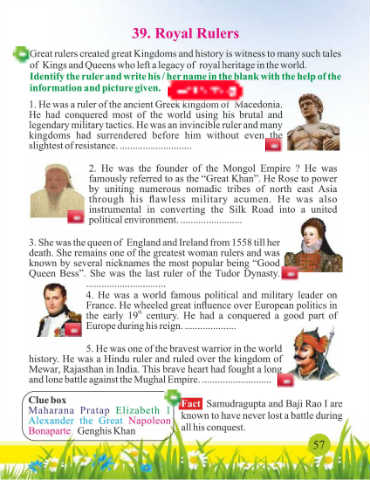 39. Royal Rulers
Great rulers created great Kingdoms and history is witness to many such tales
of Kings and Queens who left a legacy of royal heritage in the world.
Identify the ruler and write his / her name in the blank with the help of the
information and picture given.
1. He was a ruler of the ancient Greek kingdom of Macedonia.
He had conquered most of the world using his brutal and
legendary military tactics. He was an invincible ruler and many
kingdoms had surrendered before him without even the
slightest of resistance. ............................
2. He was the founder of the Mongol Empire ? He was
famously referred to as the “Great Khan”. He Rose to power
by uniting numerous nomadic tribes of north east Asia
through his flawless military acumen. He was also
instrumental in converting the Silk Road into a united
political environment. ........................
3. She was the queen of England and Ireland from 1558 till her
death. She remains one of the greatest woman rulers and was
known by several nicknames the most popular being “Good
Queen Bess”. She was the last ruler of the Tudor Dynasty.
...............................
4. He was a world famous political and military leader on
France. He wheeled great influence over European politics in
the early 19th century. He had a conquered a good part of
Europe during his reign. ....................
5. He was one of the bravest warrior in the world
history. He was a Hindu ruler and ruled over the kingdom of
Mewar, Rajasthan in India. This brave heart had fought a long
and lone battle against the Mughal Empire. ...........................
Clue box
Maharana Pratap Elizabeth 1
Alexander the Great Napoleon
Bonaparte Genghis Khan
Fact Samudragupta and Baji Rao I are
known to have never lost a battle during
all his conquest.
57